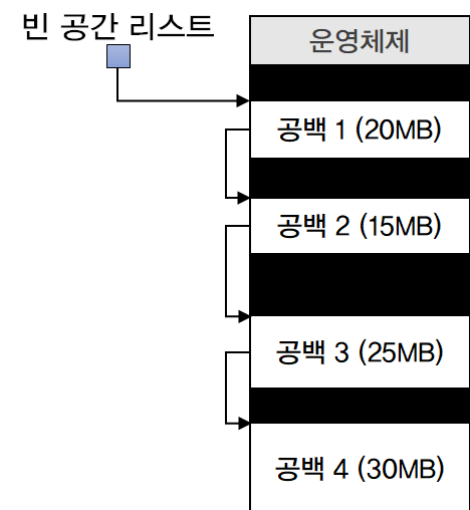 빈 공간 리스트
운영체제
공백 1 (20MB)
공백 2 (15MB)
공백 3 (25MB)
공백 4 (30MB)